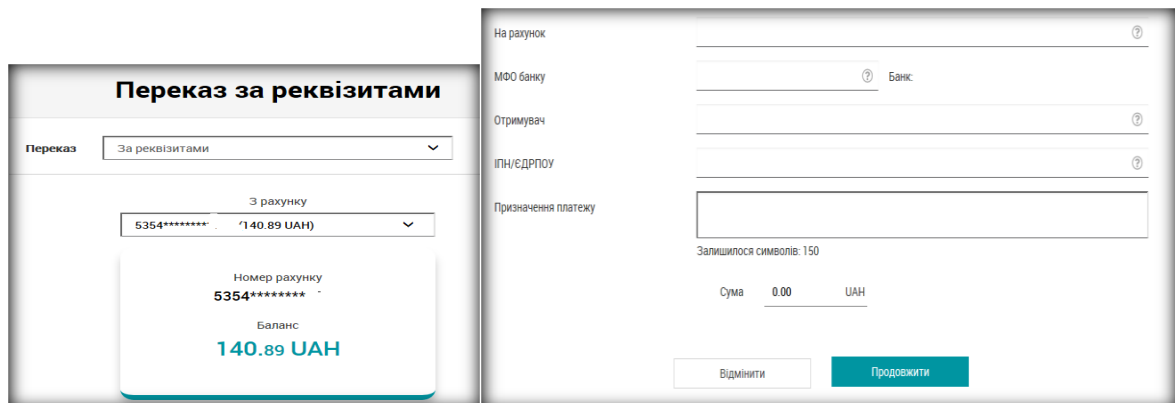 Переказ за реквізитами
Переказ За реквізитами
З рахунку
5354******** 140.89 UAH)
Номер рахунку
5354********
Баланс
140.89 UAH
На рахунок
МФО банку Банк:
Отримувач
ІПН/ЄДРПОУ
Призначення платежу
Залишилося символів: 150
Сума 0.00 UAH
Відмінити Продовжити